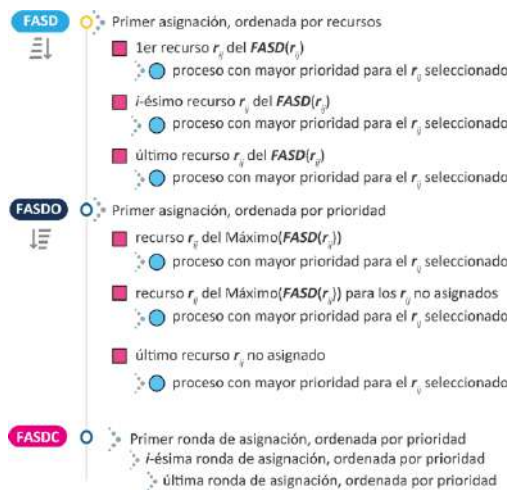 FASD Primer asignación, ordenada por recursos
1er recurso r_ij del FASD(r_ij)
proceso con mayor prioridad para el r_ij seleccionado
i-ésimo recurso r_ij del FASD(r_ij)
proceso con mayor prioridad para el r_ij seleccionado
último recurso r_ij del FASD(r_ij)
proceso con mayor prioridad para el r_ij seleccionado
FASDO Primer asignación, ordenada por prioridad
recurso r_ij del Máximo(FASD(r_ij))
proceso con mayor prioridad para el r_ij seleccionado
recurso r_ij del Máximo(FASD(r_ij)) para los r_ij no asignados
proceso con mayor prioridad para el r_ij seleccionado
último recurso r_ij no asignado
proceso con mayor prioridad para el r_ij seleccionado
FASDC Primer ronda de asignación, ordenada por prioridad
i-ésima ronda de asignación, ordenada por prioridad
última ronda de asignación, ordenada por prioridad